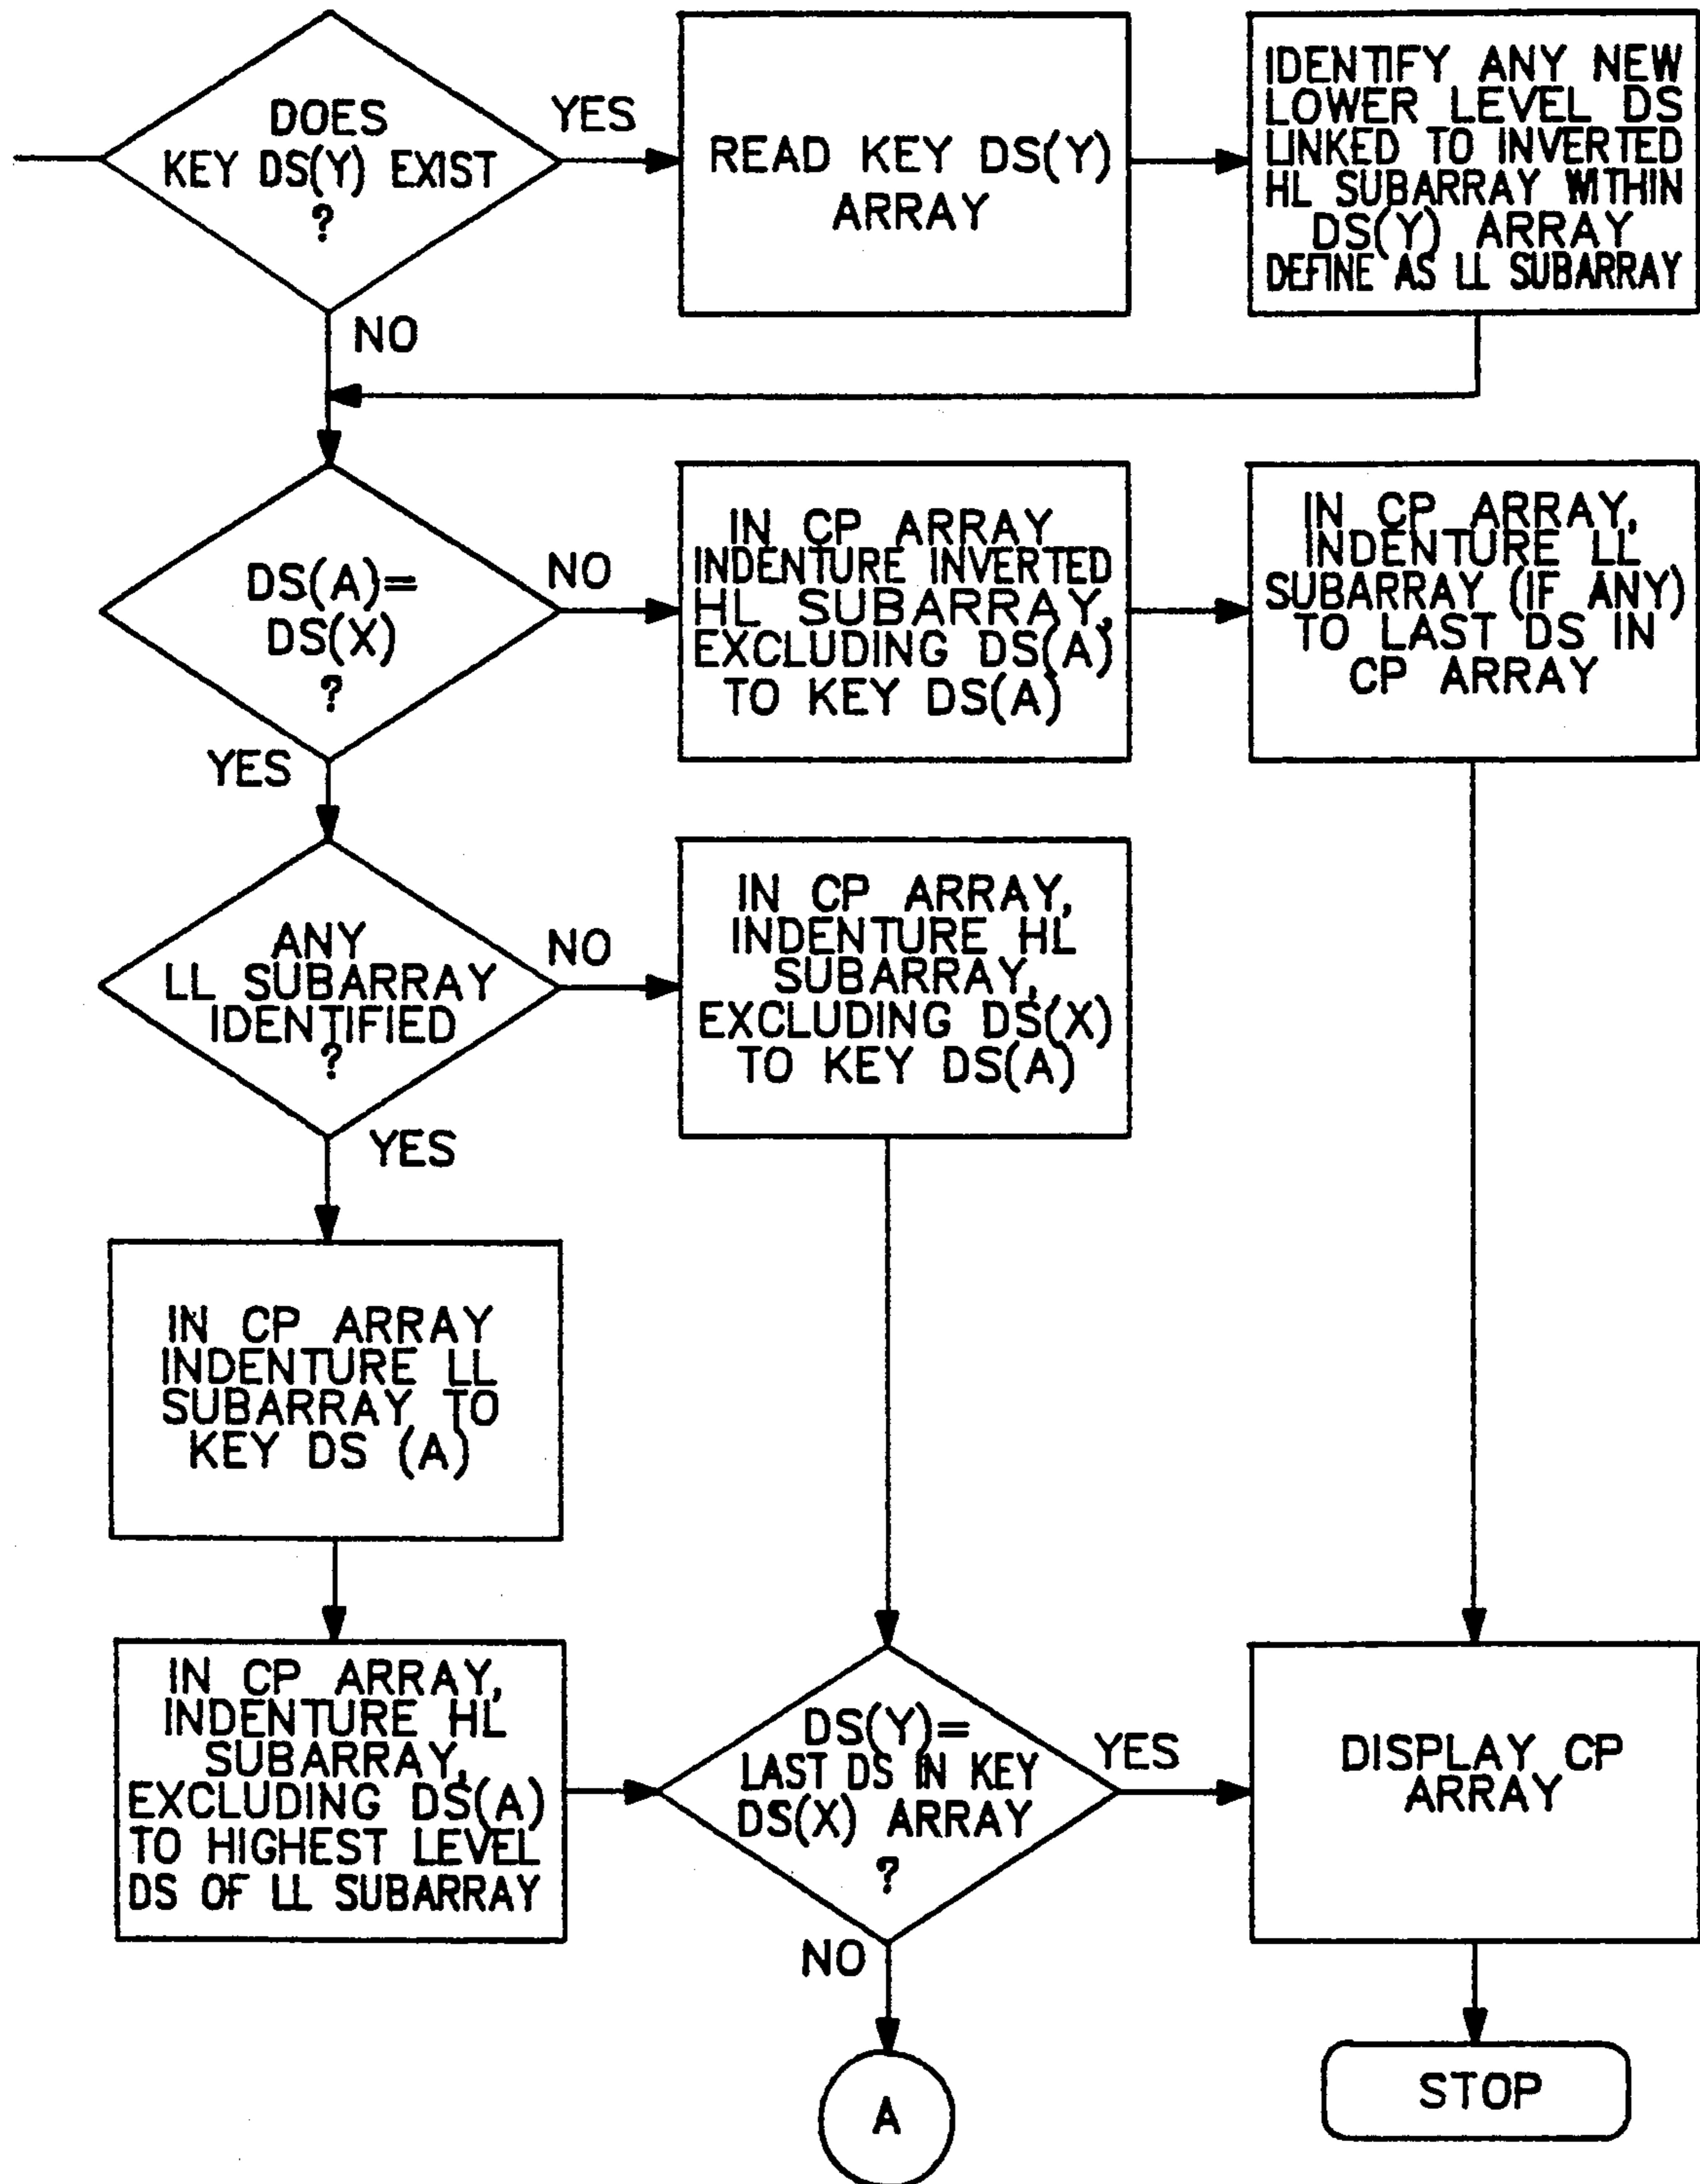 DOES
KEY DS(Y) EXIST
?
YES
NO
READ KEY DS(Y)
ARRAY
IDENTIFY ANY NEW
LOWER LEVEL DS
LINKED TO INVERTED
HL SUBARRAY WITHIN
DS(Y) ARRAY
DEFINE AS LL SUBARRAY
DS(A)=
DS(X)
?
NO
YES
IN CP ARRAY
INDENTURE INVERTED
HL SUBARRAY,
EXCLUDING DS(A)
TO KEY DS(A)
IN CP ARRAY,
INDENTURE LL
SUBARRAY (IF ANY)
TO LAST DS IN
CP ARRAY
ANY
LL SUBARRAY
IDENTIFIED
?
NO
YES
IN CP ARRAY,
INDENTURE HL
SUBARRAY,
EXCLUDING DS(X)
TO KEY DS(A)
IN CP ARRAY
INDENTURE LL
SUBARRAY TO
KEY DS (A)
IN CP ARRAY,
INDENTURE HL
SUBARRAY,
EXCLUDING DS(A)
TO HIGHEST LEVEL
DS OF LL SUBARRAY
DS(Y)=
LAST DS IN KEY
DS(X) ARRAY
?
YES
NO
DISPLAY CP
ARRAY
A
STOP